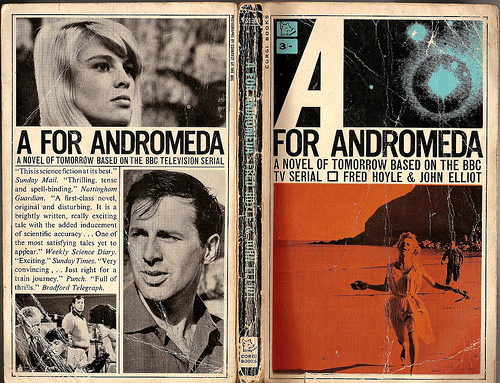 A FOR ANDROMEDA
A NOVEL OF TOMORROW BASED ON THE BBC TELEVISION SERIAL
"This is science fiction at its best."
Sunday Mail. "Thrilling, tense
and spell-binding." Nottingham
Guardian. "A first-class novel,
original and disturbing. It is a
brightly written, really exciting
tale with the added inducement
of scientific accuracy . . . One of
the most satisfying tales yet to
appear." Weekly Science Diary.
"Exciting." Sunday Times. "Very
convincing . . . Just right for a
train journey." Punch. "Full of
thrills." Bradford Telegraph.
A FOR ANDROMEDA
CORGI
BOOKS
CORGI BOOKS
3/-
A
FOR ANDROMEDA
A NOVEL OF TOMORROW BASED ON THE BBC
TV SERIAL □ FRED HOYLE & JOHN ELLIOT